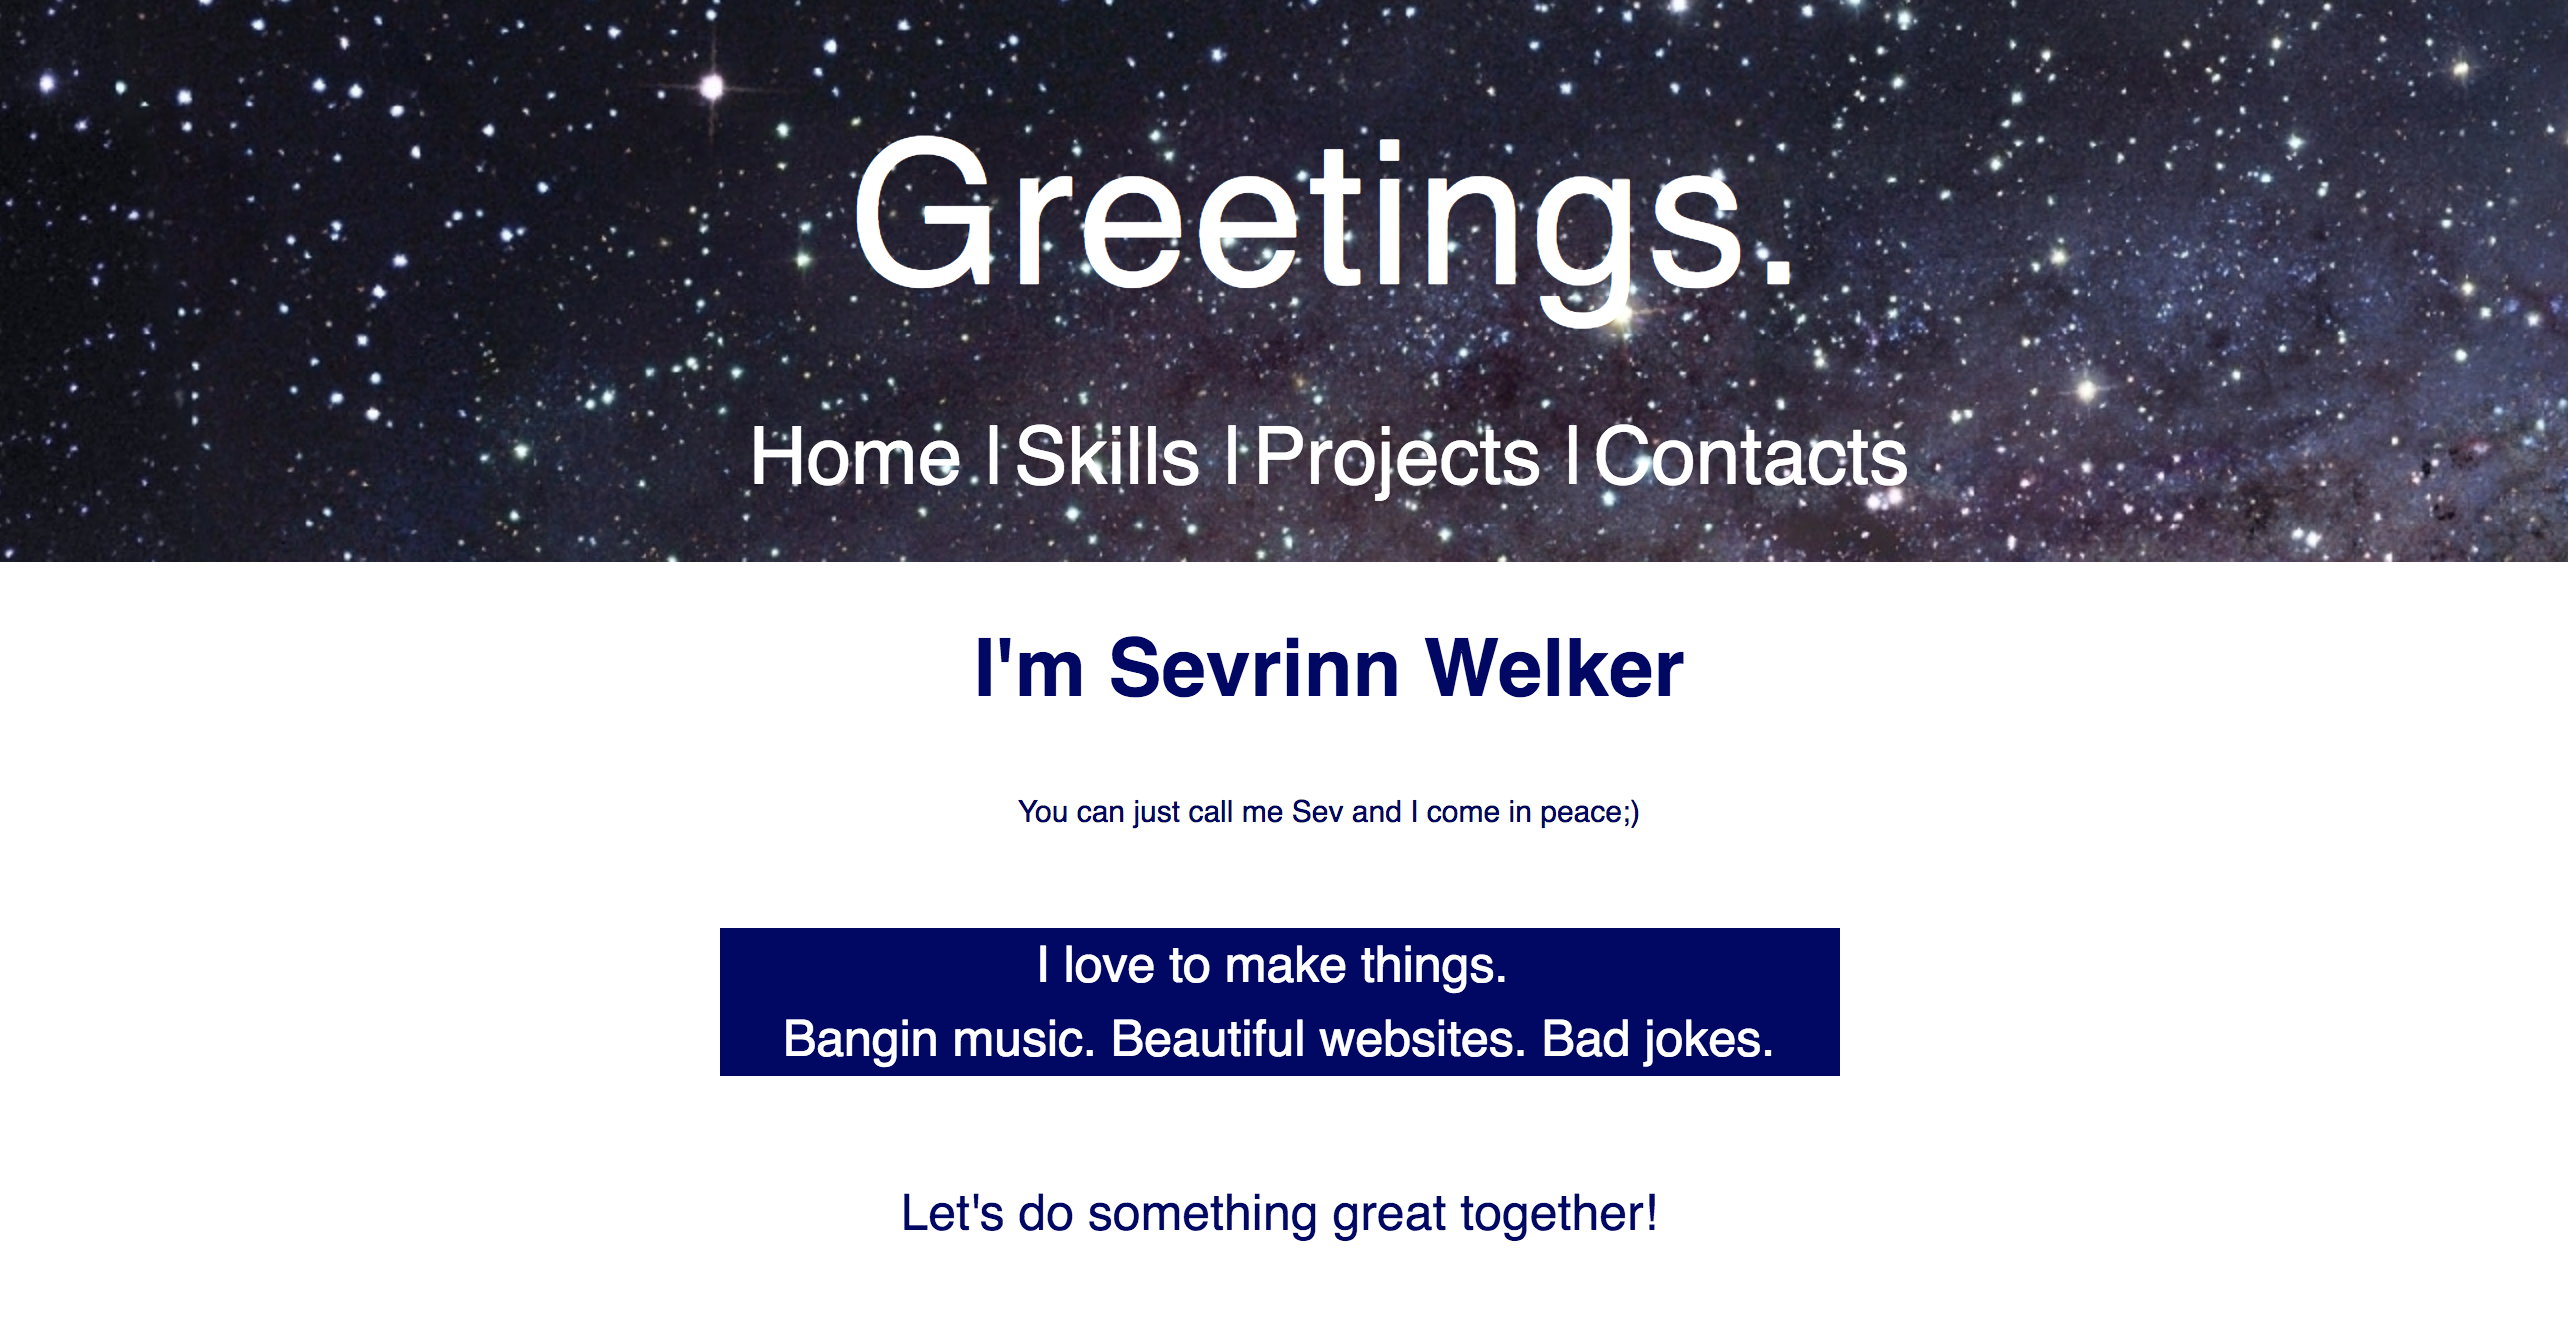 Greetings.
Home | Skills | Projects | Contacts
I'm Sevrinn Welker
You can just call me Sev and I come in peace;)
I love to make things.
Bangin music. Beautiful websites. Bad jokes.
Let's do something great together!